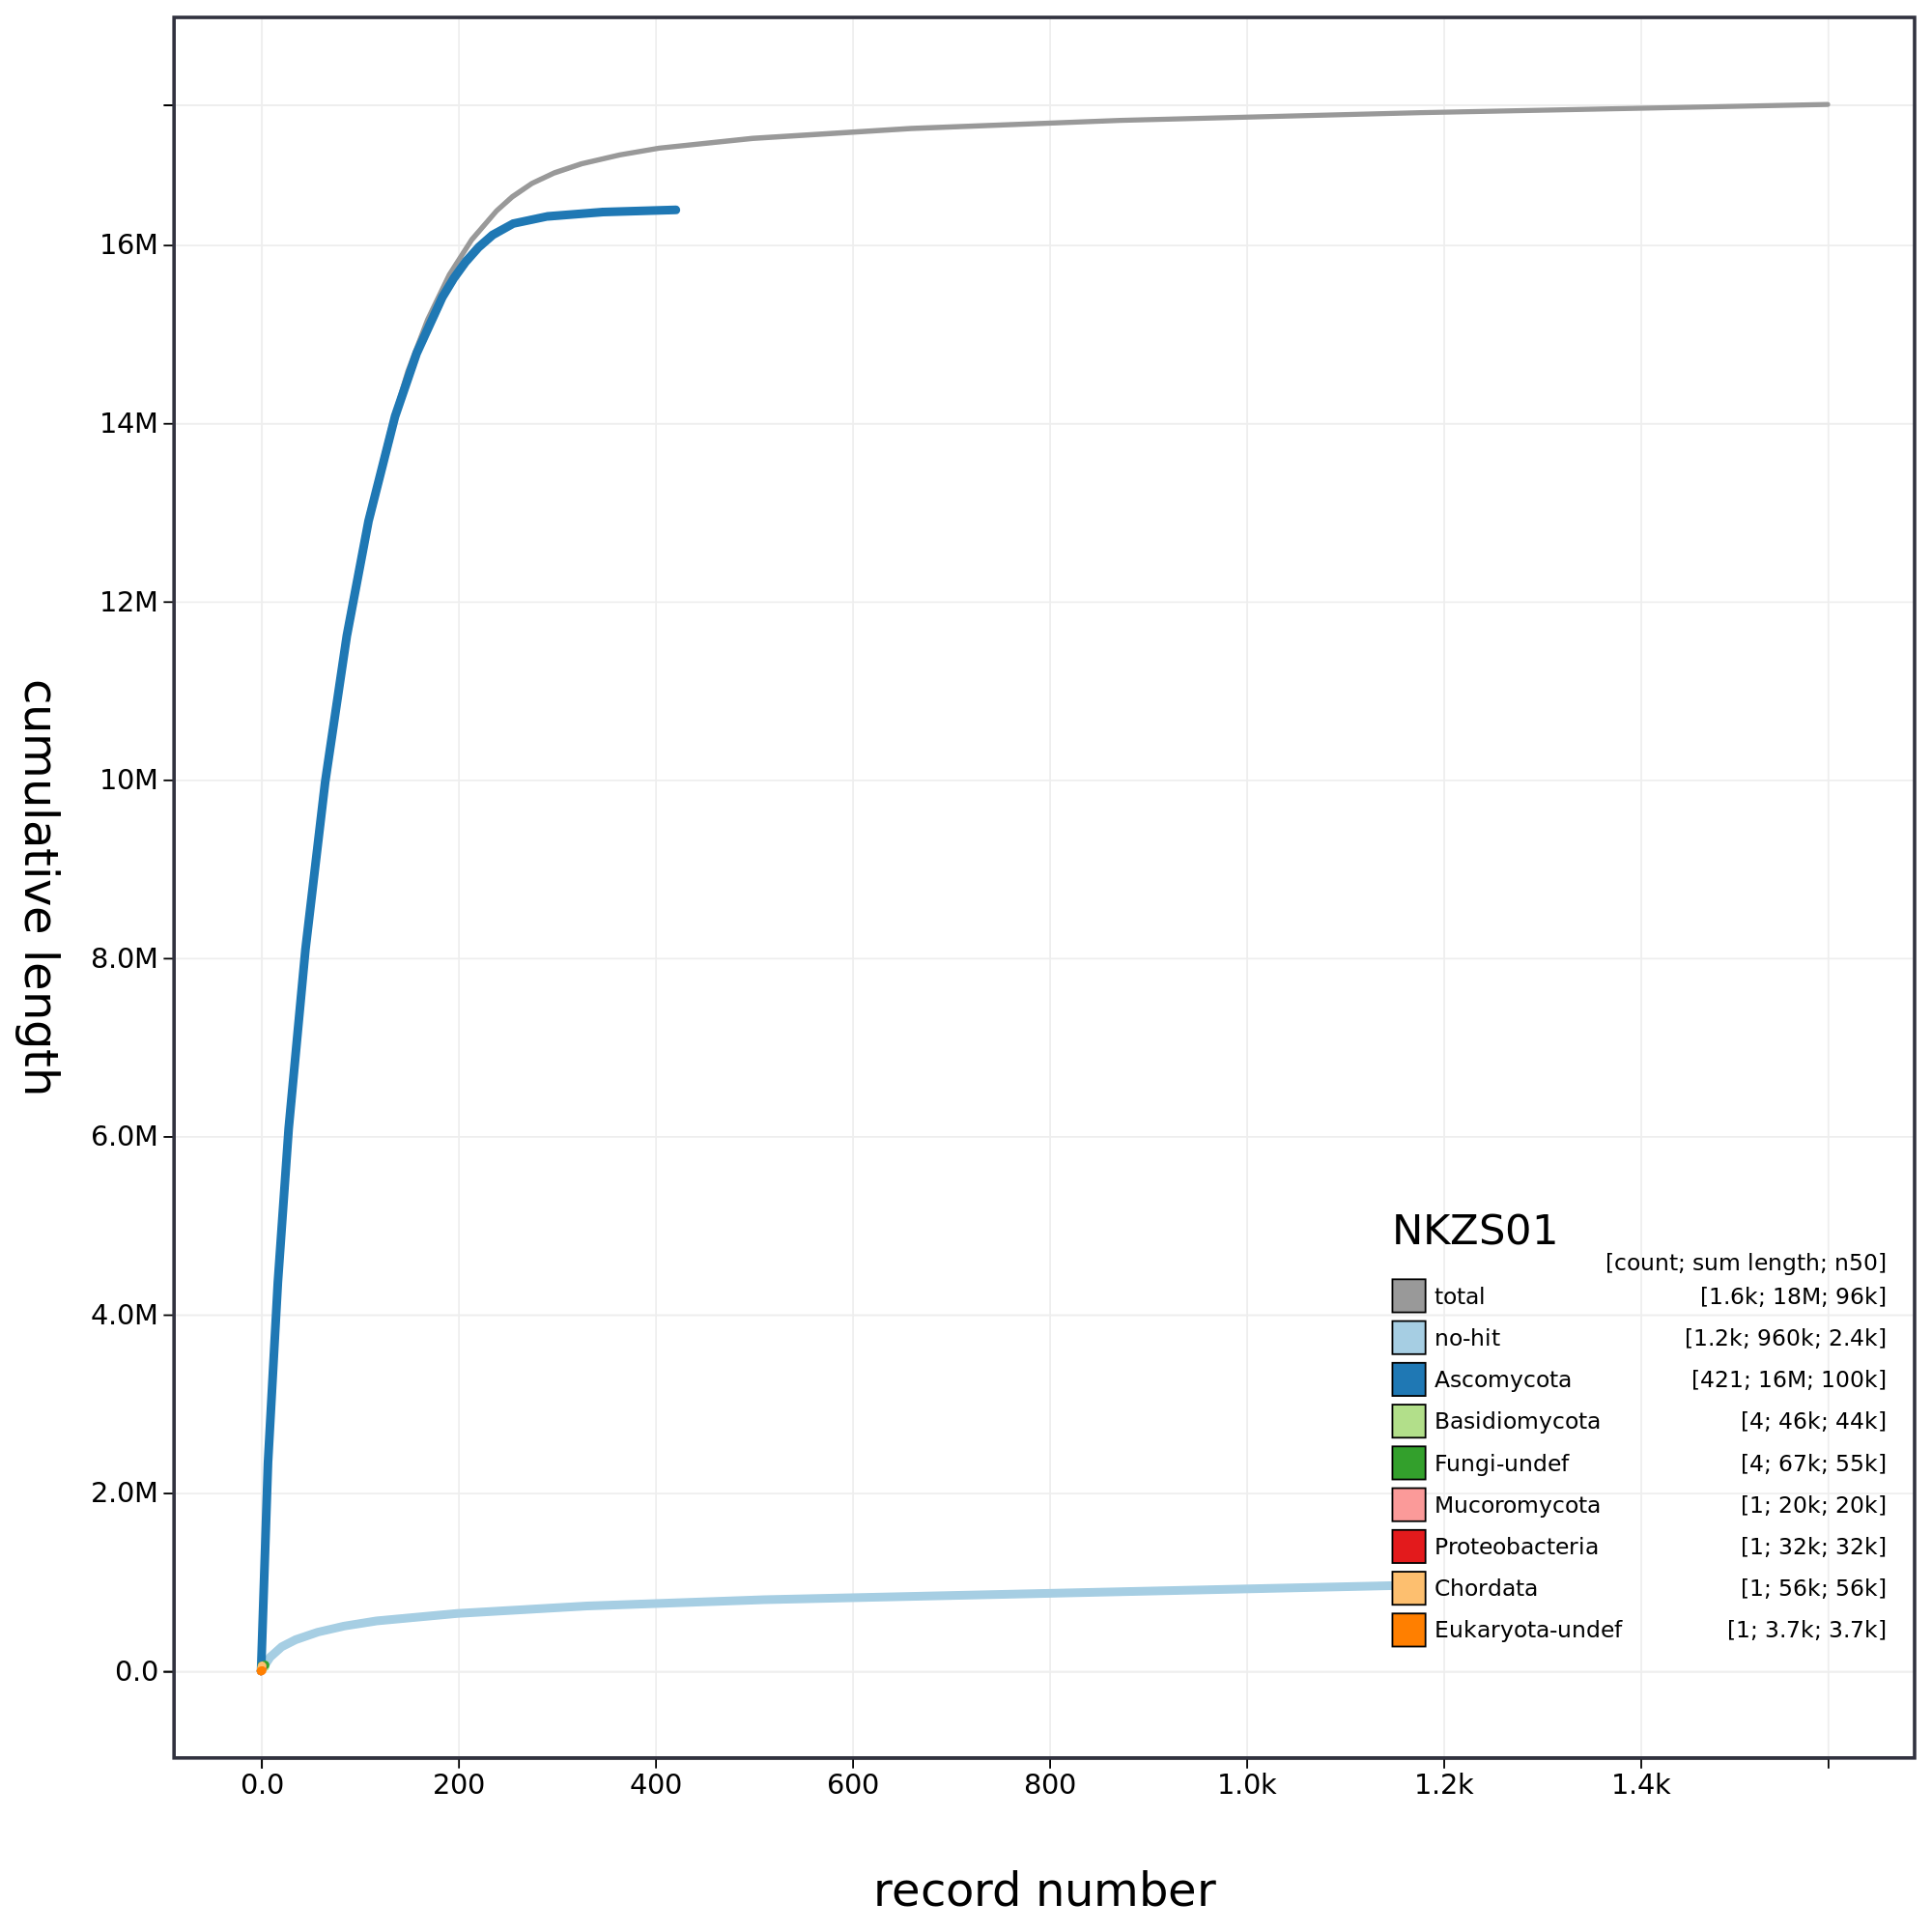 cumulative length
16M
14M
12M
10M
8.0M
6.0M
4.0M
2.0M
0.0
NKZS01
[count; sum length; n50]
total [1.6k; 18M; 96k]
no-hit [1.2k; 960k; 2.4k]
Ascomycota [421; 16M; 100k]
Basidiomycota [4; 46k; 44k]
Fungi-undef [4; 67k; 55k]
Mucoromycota [1; 20k; 20k]
Proteobacteria [1; 32k; 32k]
Chordata [1; 56k; 56k]
Eukaryota-undef [1; 3.7k; 3.7k]
0.0 200 400 600 800 1.0k 1.2k 1.4k
record number